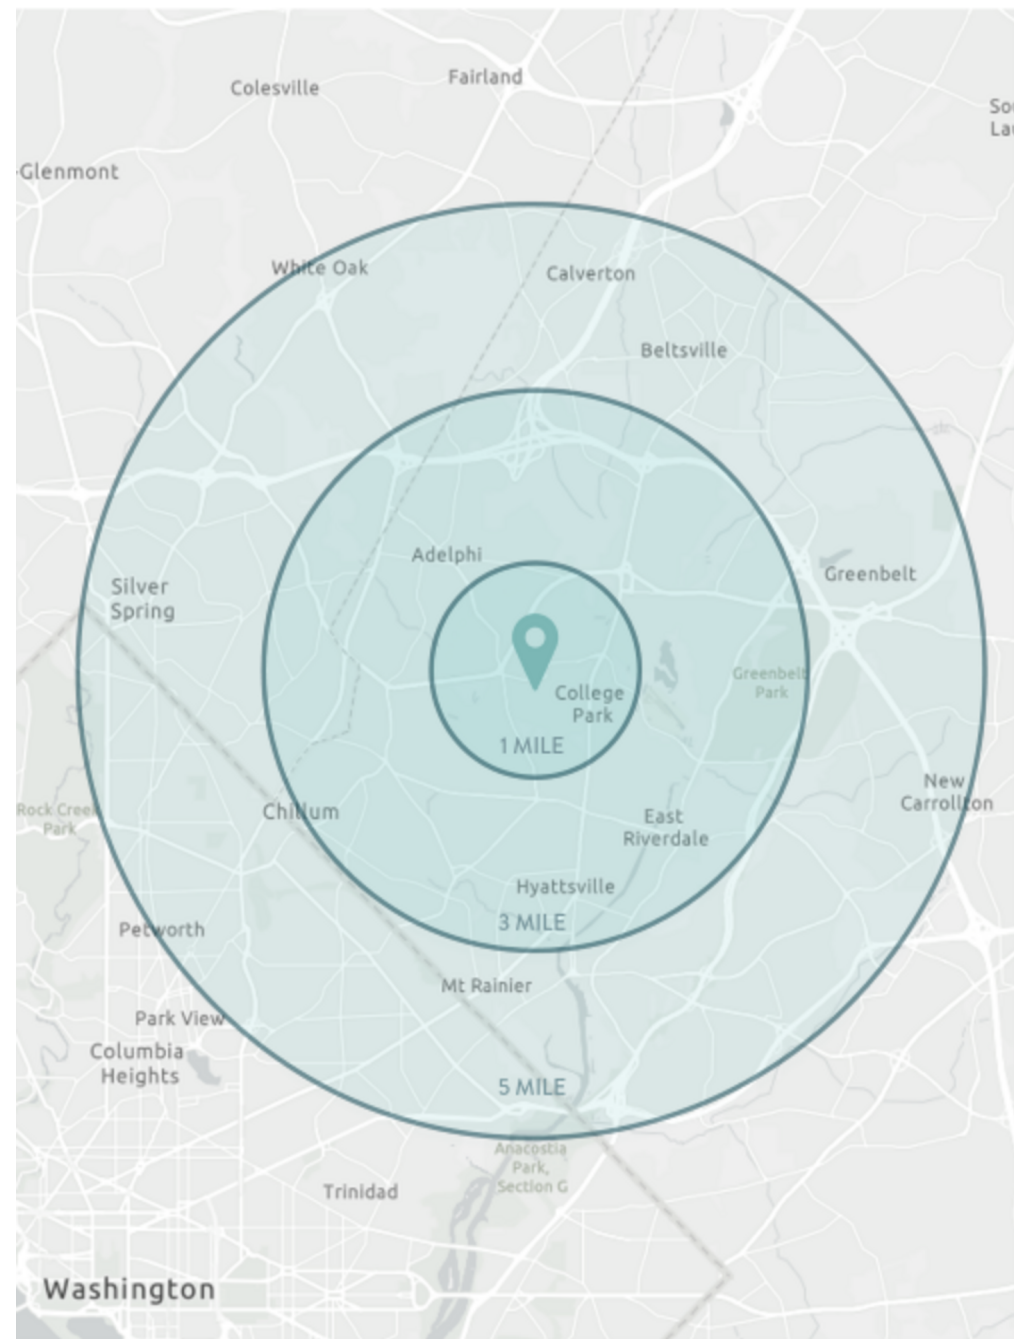 Fairland
Colesville
So
La
-Glenmont
White Oak
Calverton
Beltsville
Adelphi
Greenbelt
Silver
Spring
Greenbelt
Park
College
Park
1 MILE
New
Carrollton
Rock Creek
Park
Chillum
East
Riverdale
Hyattsville
3 MILE
Petworth
Mt Rainier
Park View
Columbia
Heights
5 MILE
Anacostia
Park,
Section G
Trinidad
Washington